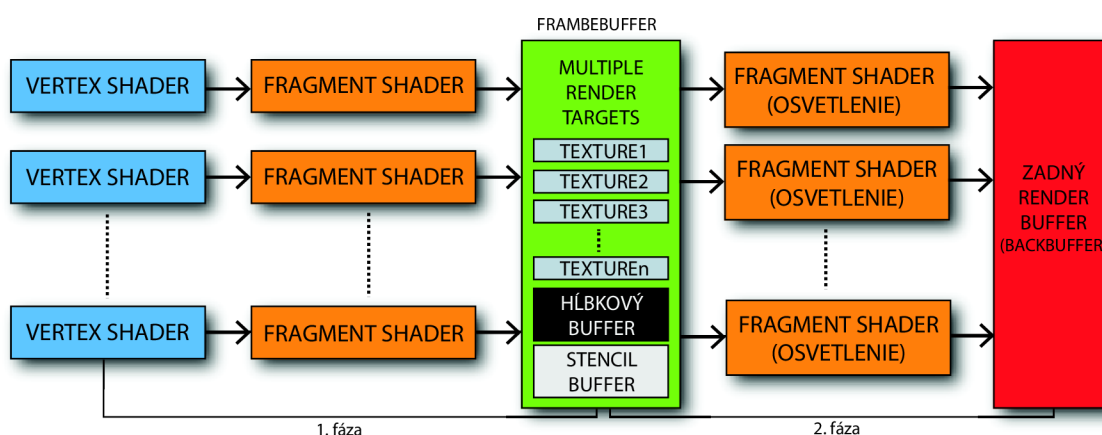 FRAMBEBUFFER
VERTEX SHADER
FRAGMENT SHADER
VERTEX SHADER
FRAGMENT SHADER
VERTEX SHADER
FRAGMENT SHADER
MULTIPLE
RENDER
TARGETS
TEXTURE1
TEXTURE2
TEXTURE3
TEXTUREn
HĹBKOVÝ
BUFFER
STENCIL
BUFFER
FRAGMENT SHADER
(OSVETLENIE)
FRAGMENT SHADER
(OSVETLENIE)
FRAGMENT SHADER
(OSVETLENIE)
ZADNÝ
RENDER
BUFFER
(BACKBUFFER
1. fáza
2. fáza